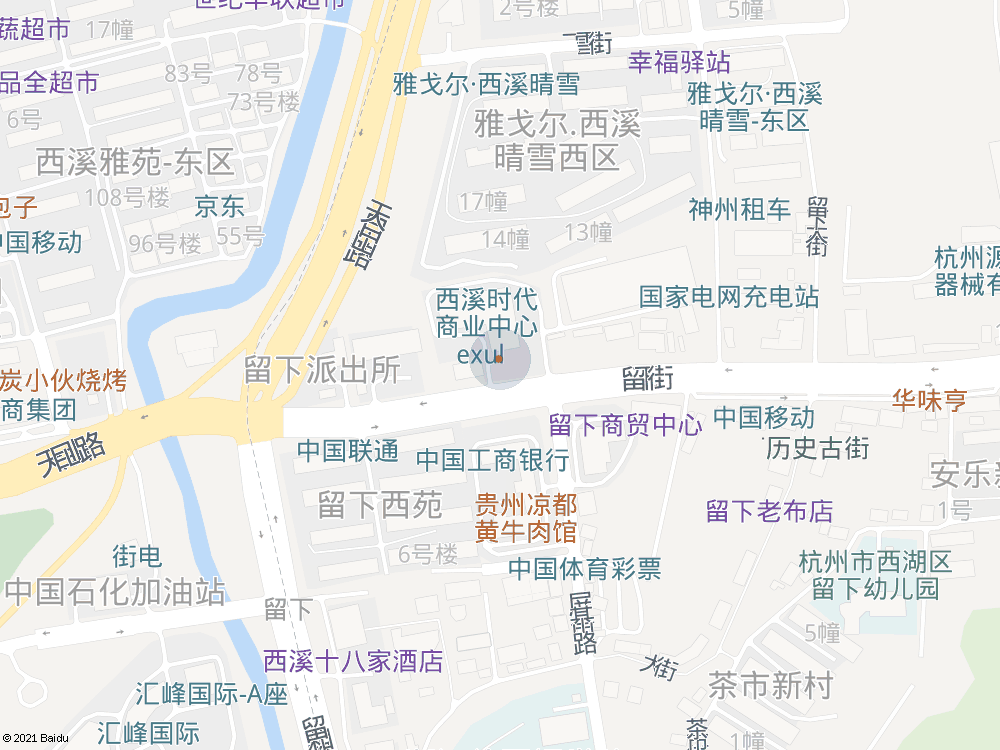 世纪华联超市
2号楼
5幢
蔬超市
17幢
雪街
幸福驿站
83号
78号
品全超市
雅戈尔·西溪晴雪
雅戈尔·西溪
晴雪-东区
73号楼
6号
雅戈尔.西溪
晴雪西区
西溪雅苑-东区
108号楼
17幢
包子
京东
神州租车
留下大街
55号
96号楼
中国移动
14幢
13幢
天目山路
杭州源
器械有
西溪时代
商业中心
exul
国家电网充电站
留下派出所
炭小伙烧烤
留下街
商集团
华味亨
中国移动
留下商贸中心
天目山路
中国联通
中国工商银行
历史古街
安乐新
留下西苑
贵州凉都
黄牛肉馆
留下老布店
1号
6号楼
街电
中国体育彩票
杭州市西湖区
留下幼儿园
中国石化加油站
留下
5幢
西溪十八家酒店
大街
茶市新村
汇峰国际-A座
汇峰国际
1幢
© 2021 Baidu